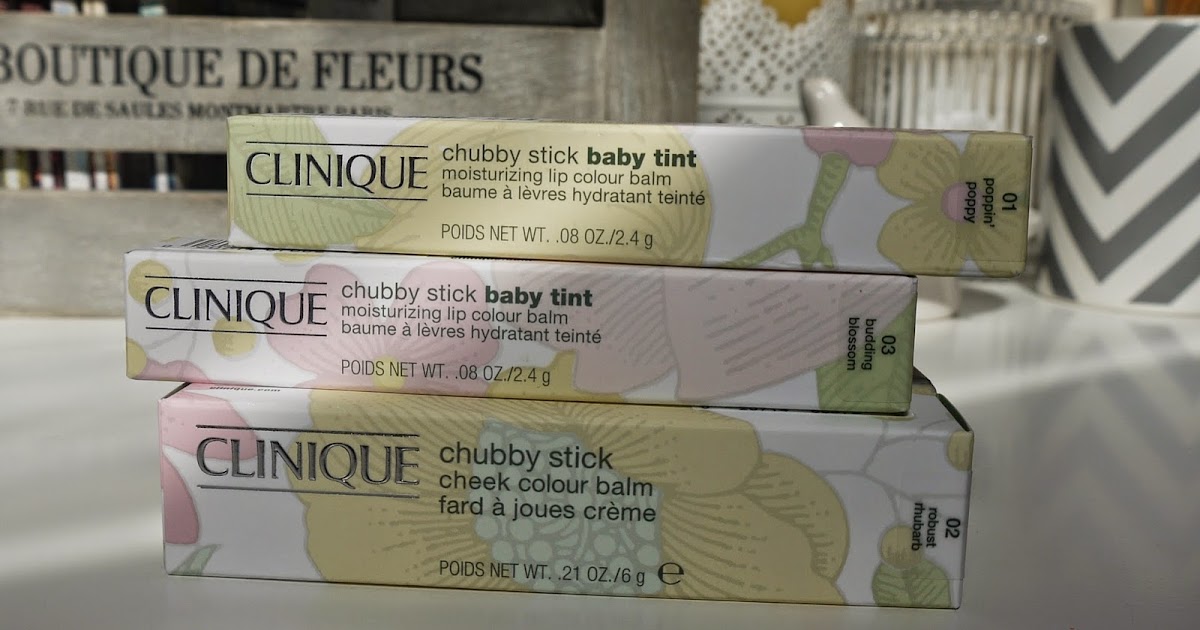 BOUTIQUE DE FLEURS
7 RUE DE SAULES MONTMARTRE PARIS
CLINIQUE
chubby stick baby tint
moisturizing lip colour balm
baume à lèvres hydratant teinté
POIDS NET WT. .08 OZ./2.4 g
01
poppin'
poppy
CLINIQUE
chubby stick baby tint
moisturizing lip colour balm
baume à lèvres hydratant teinté
POIDS NET WT. .08 OZ./2.4 g
03
budding
blossom
clinique.com
CLINIQUE
chubby stick
cheek colour balm
fard à joues crème
POIDS NET WT. .21 OZ./6 g ℮
02
robust
rhubarb